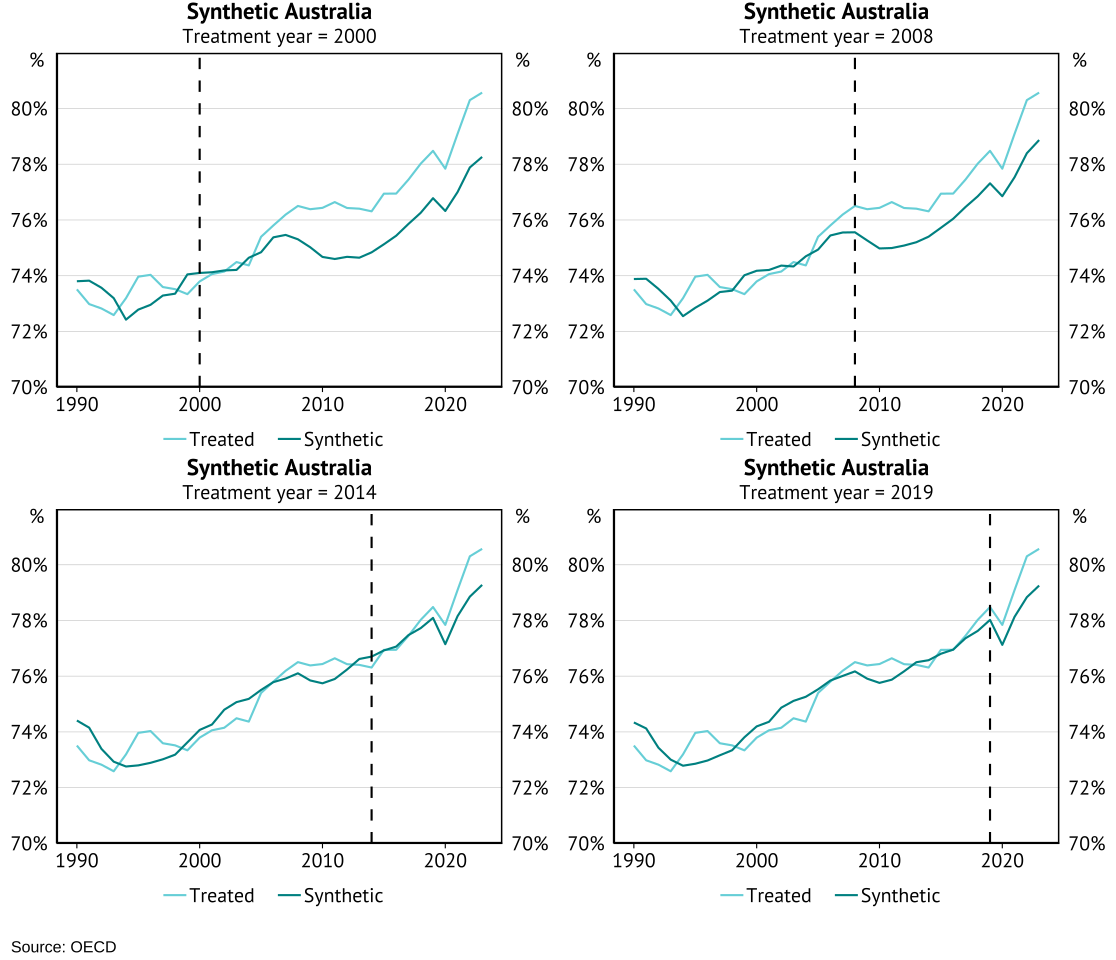 Synthetic Australia
Treatment year = 2000
% %
80% 80%
78% 78%
76% 76%
74% 74%
72% 72%
70% 70%
1990 2000 2010 2020
Treated Synthetic
Synthetic Australia
Treatment year = 2008
% %
80% 80%
78% 78%
76% 76%
74% 74%
72% 72%
70% 70%
1990 2000 2010 2020
Treated Synthetic
Synthetic Australia
Treatment year = 2014
% %
80% 80%
78% 78%
76% 76%
74% 74%
72% 72%
70% 70%
1990 2000 2010 2020
Treated Synthetic
Synthetic Australia
Treatment year = 2019
% %
80% 80%
78% 78%
76% 76%
74% 74%
72% 72%
70% 70%
1990 2000 2010 2020
Treated Synthetic
Source: OECD